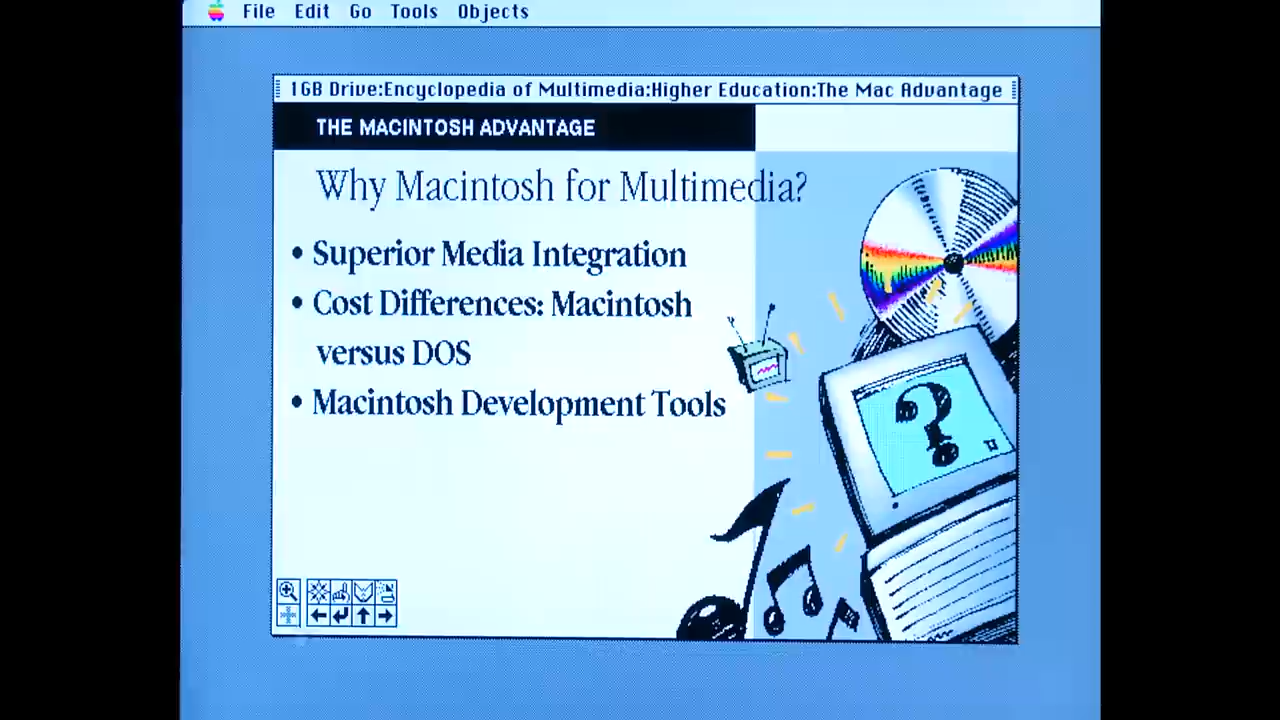 File Edit Go Tools Objects
1GB Drive:Encyclopedia of Multimedia:Higher Education:The Mac Advantage
THE MACINTOSH ADVANTAGE
Why Macintosh for Multimedia?
• Superior Media Integration
• Cost Differences: Macintosh
versus DOS
• Macintosh Development Tools
?